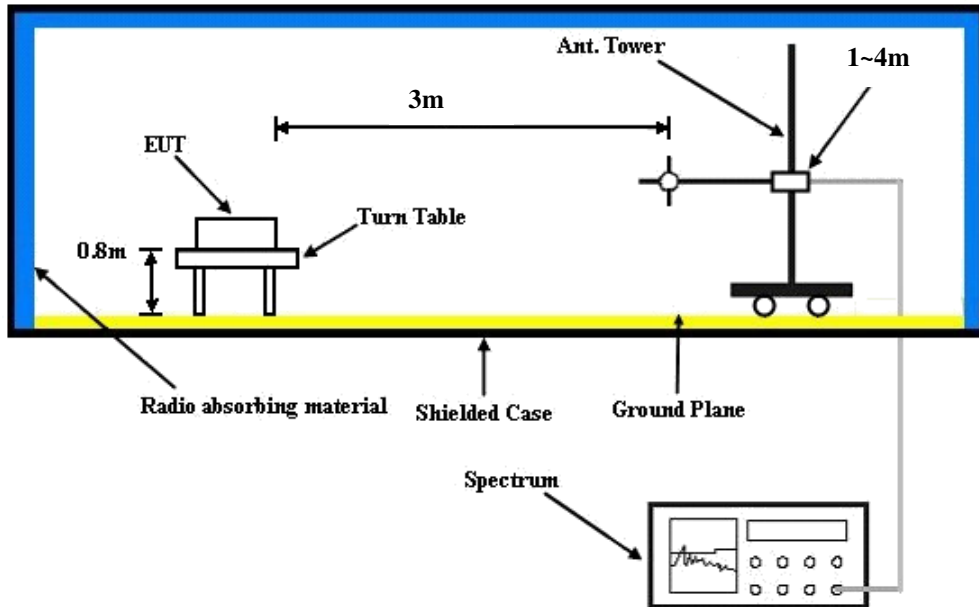 Ant. Tower
1~4m
3m
EUT
Turn Table
0.8m
Radio absorbing material
Shielded Case
Ground Plane
Spectrum